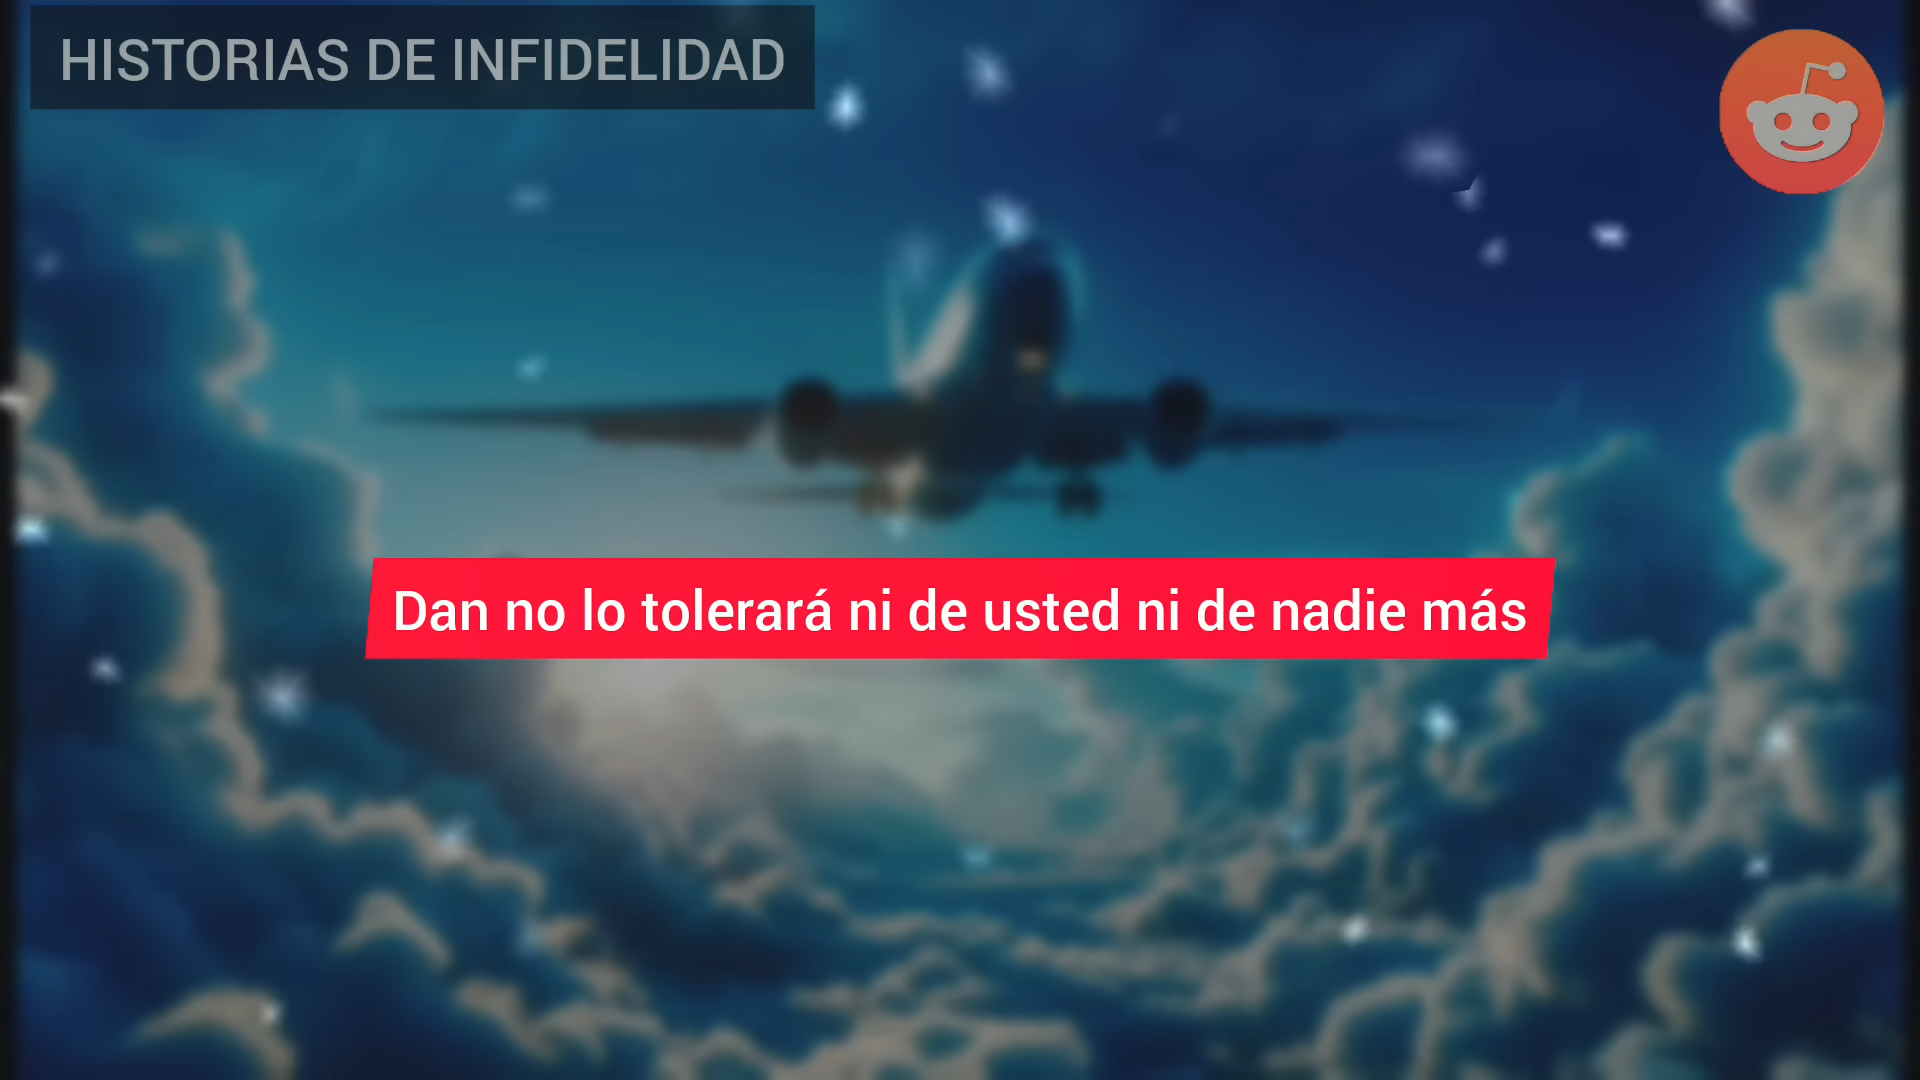 HISTORIAS DE INFIDELIDAD
Dan no lo tolerará ni de usted ni de nadie más